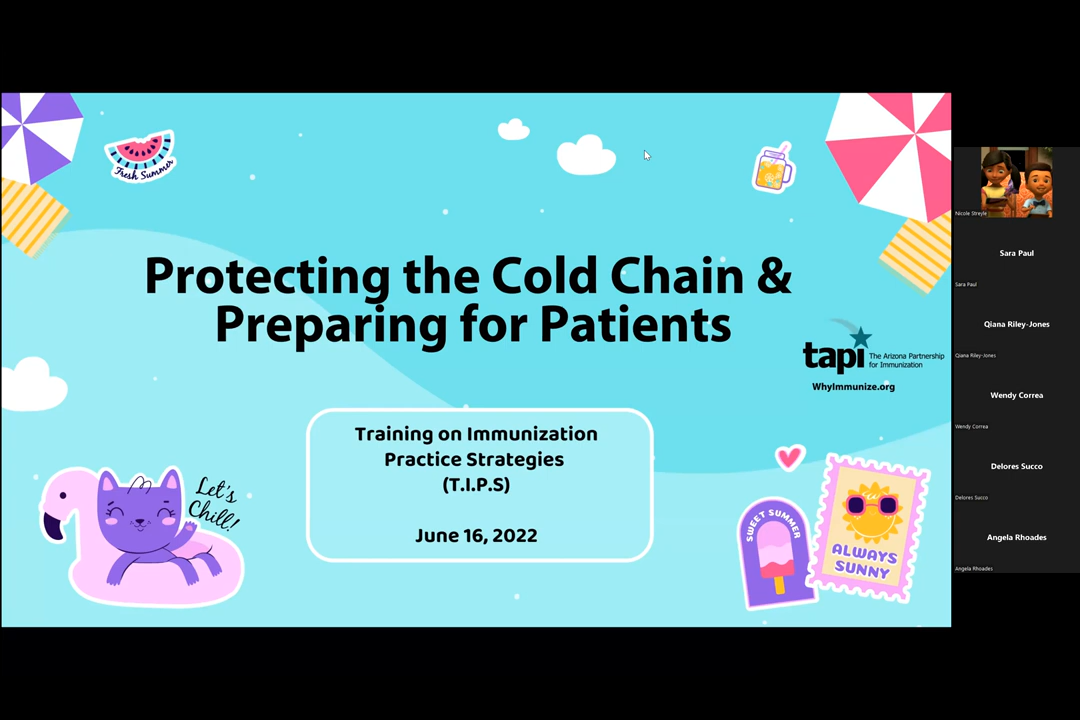 Fresh Summer
Protecting the Cold Chain &
Preparing for Patients
tapi
The Arizona Partnership
for Immunization
WhyImmunize.org
Training on Immunization
Practice Strategies
(T.I.P.S)
June 16, 2022
Let's
Chill!
SWEET SUMMER
ALWAYS
SUNNY
Nicole Streyle
Sara Paul
Sara Paul
Qiana Riley-Jones
Qiana Riley-Jones
Wendy Correa
Wendy Correa
Delores Succo
Delores Succo
Angela Rhoades
Angela Rhoades